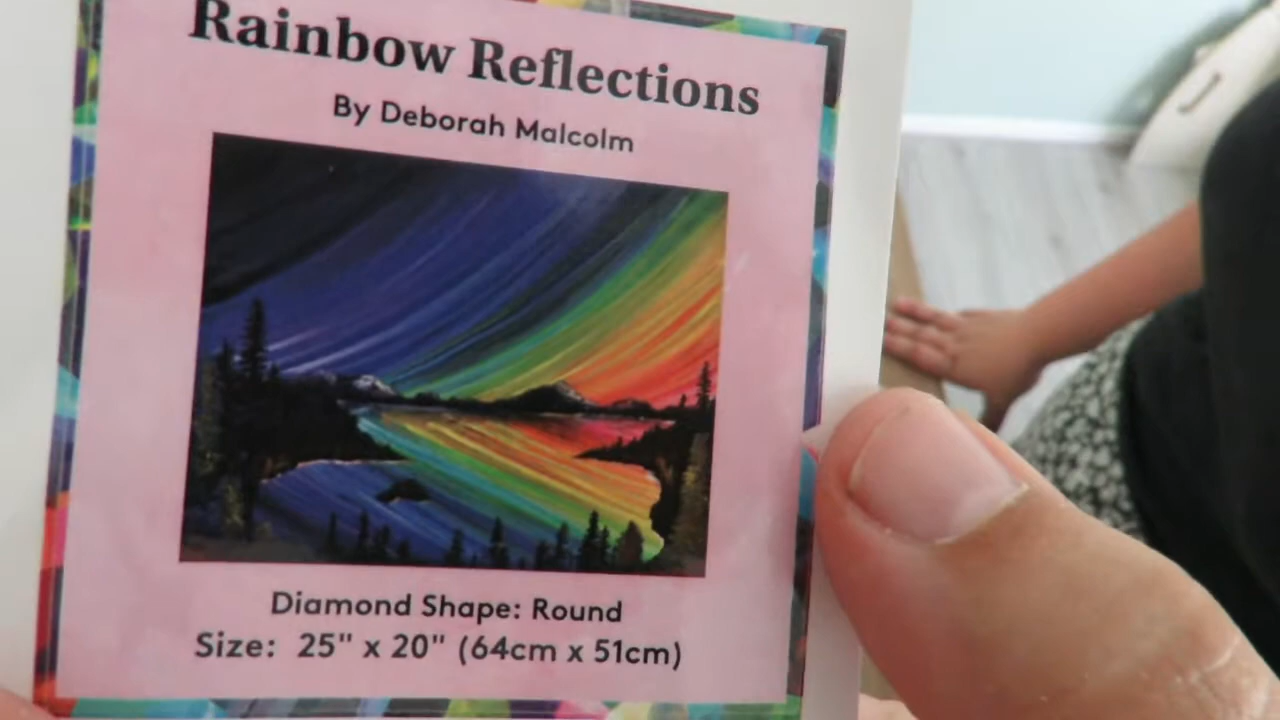 Rainbow Reflections
By Deborah Malcolm
Diamond Shape: Round
Size: 25" x 20" (64cm x 51cm)